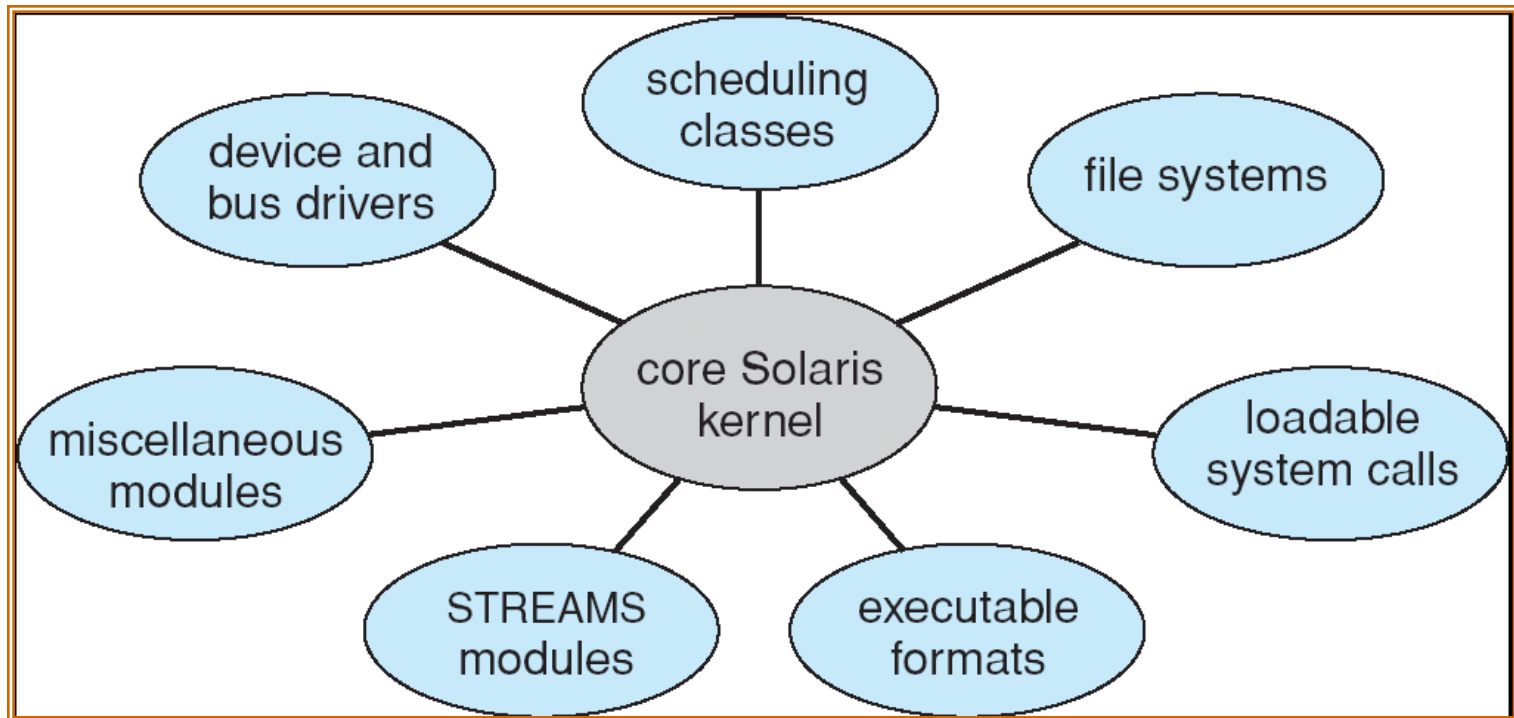 scheduling
classes
device and
bus drivers
file systems
core Solaris
kernel
loadable
system calls
miscellaneous
modules
STREAMS
modules
executable
formats